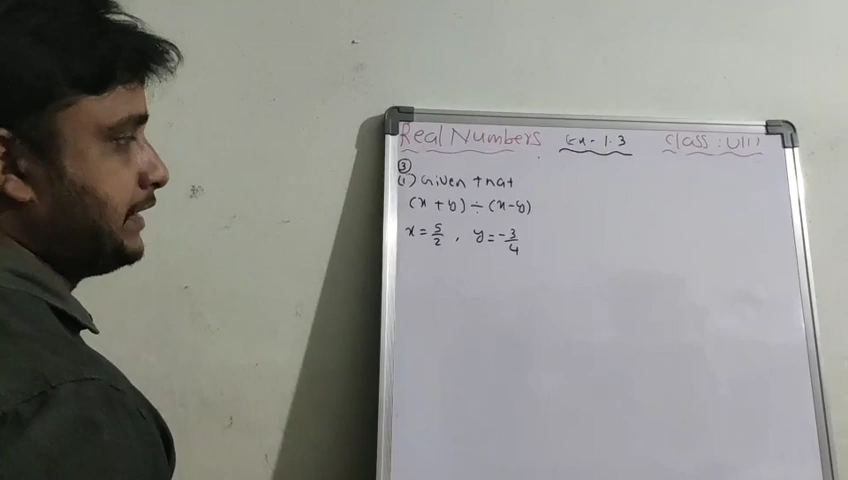 Real Numbers Ex-1.3 Class: VIII
③
(i) Given that
(x + y) ÷ (x-y)
x = 5/2 , y = -3/4